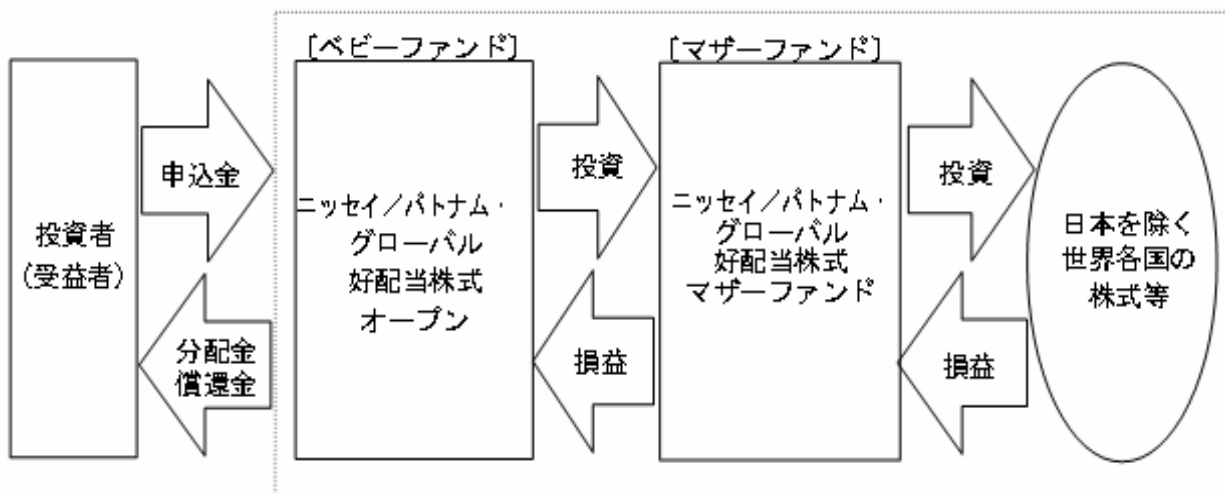 [ベビーファンド]
[マザーファンド]
投資者
(受益者)
申込金
分配金
償還金
ニッセイ／パトナム・
グローバル
好配当株式
オープン
投資
損益
ニッセイ／パトナム・
グローバル
好配当株式
マザーファンド
投資
損益
日本を除く
世界各国の
株式等